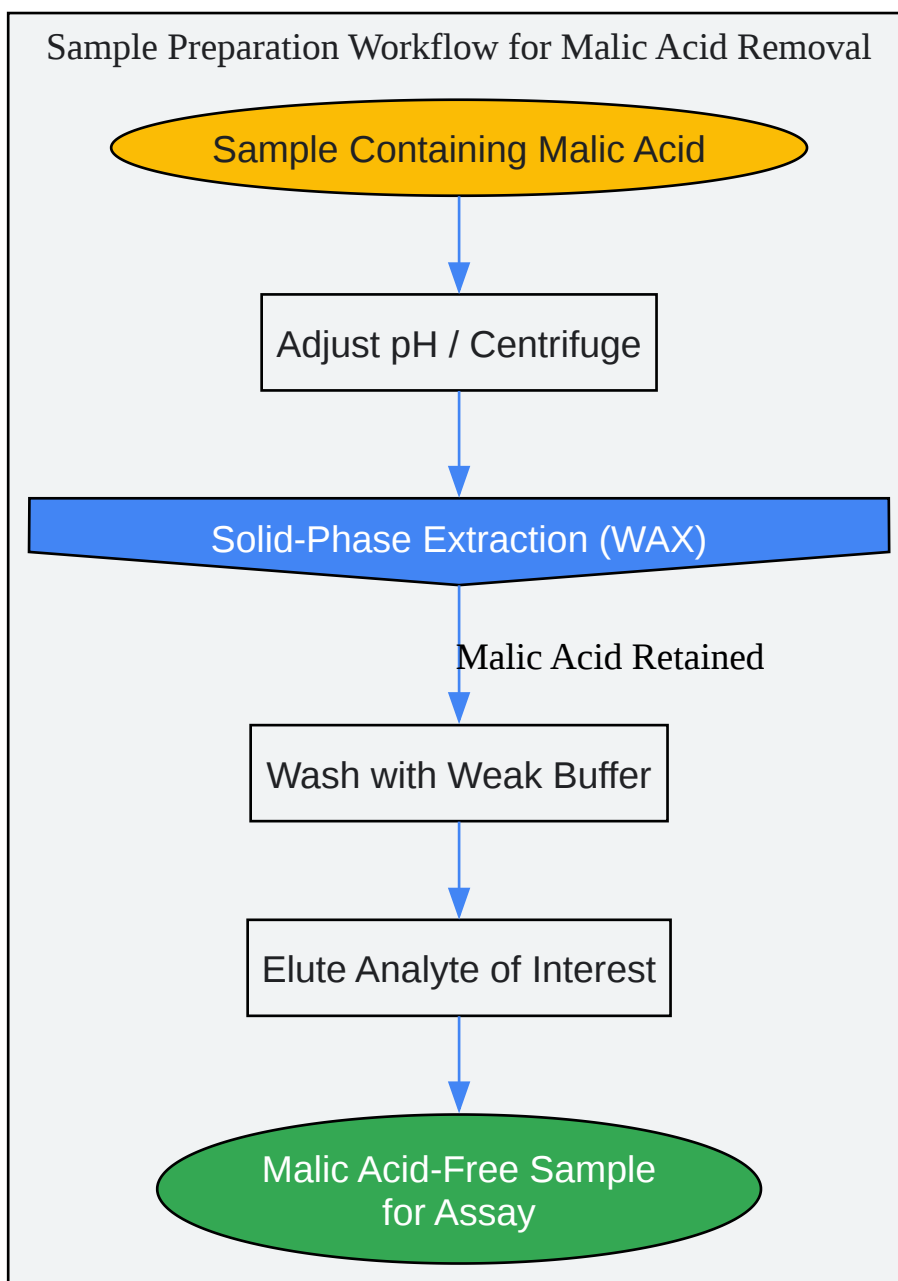 Sample Preparation Workflow for Malic Acid Removal
Sample Containing Malic Acid
Adjust pH / Centrifuge
Solid-Phase Extraction (WAX)
Malic Acid Retained
Wash with Weak Buffer
Elute Analyte of Interest
Malic Acid-Free Sample
for Assay